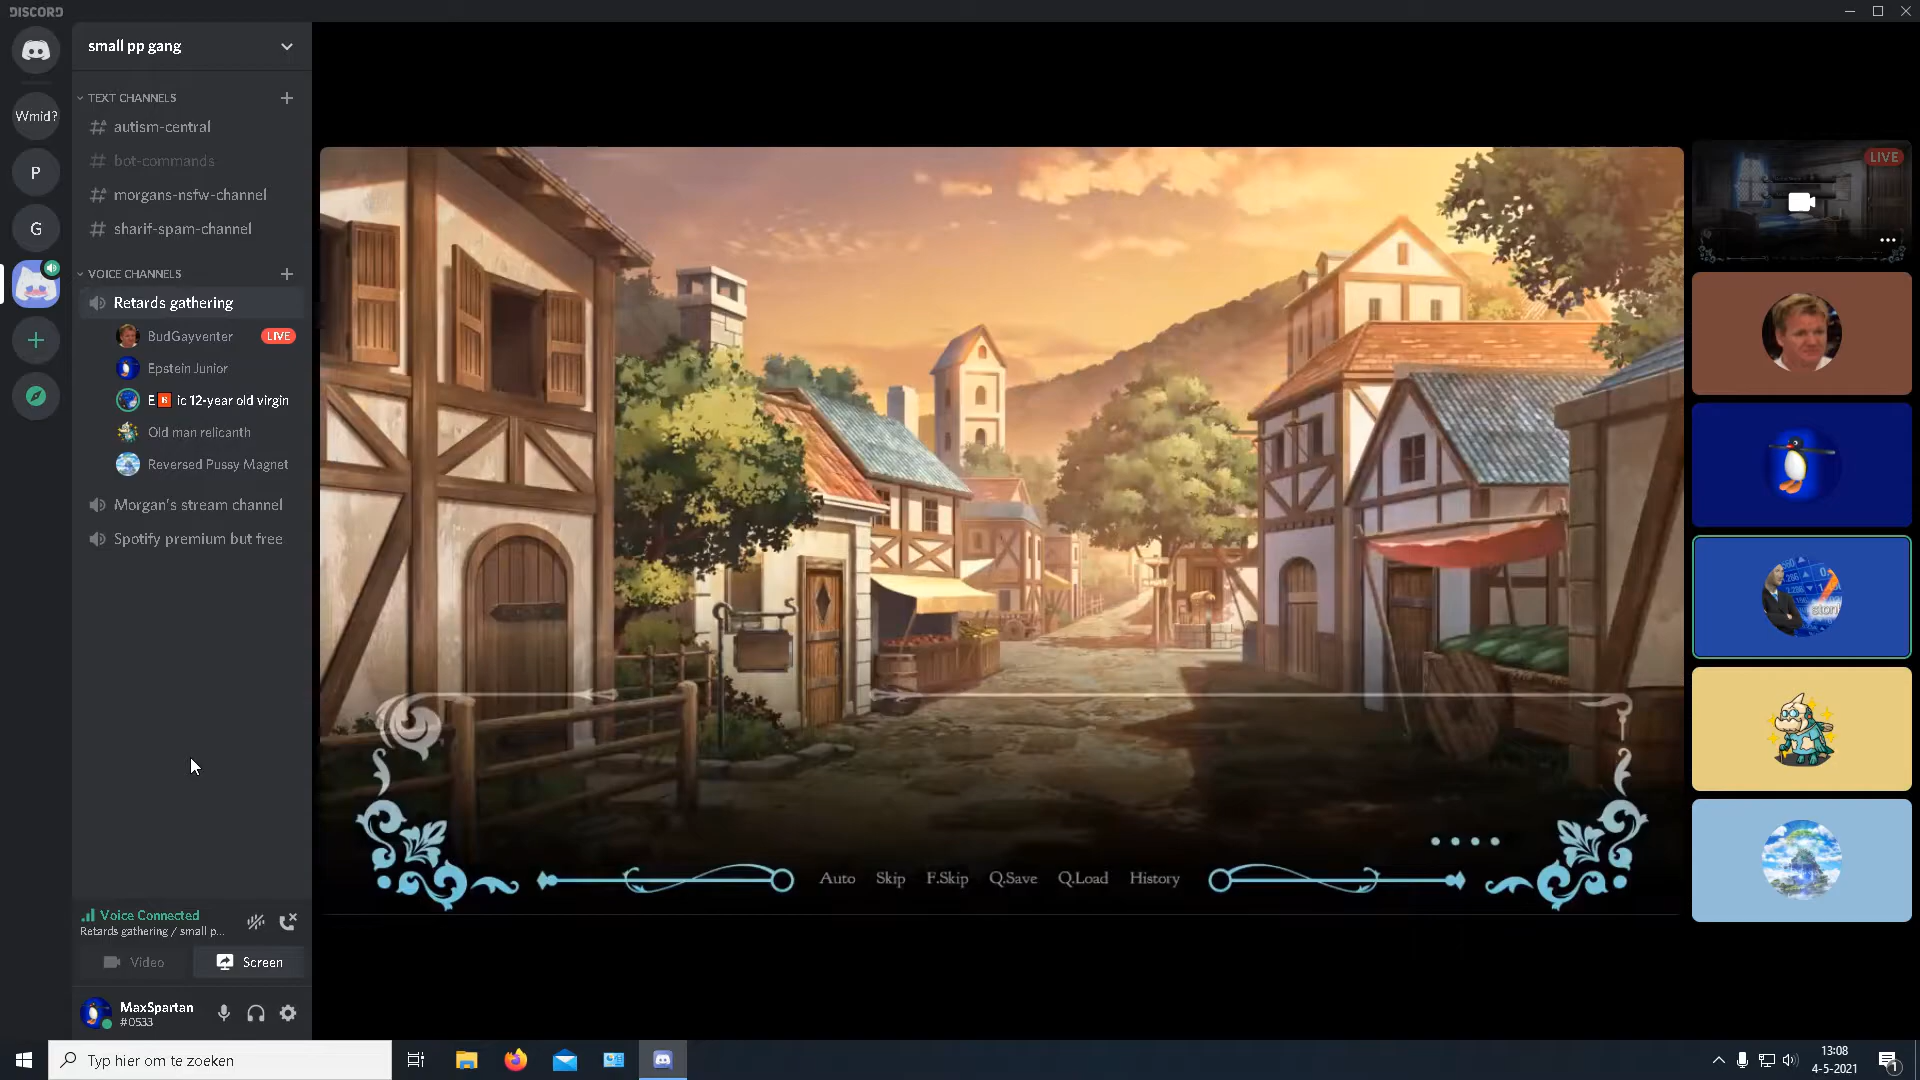 DISCORD
small pp gang
TEXT CHANNELS
autism-central
bot-commands
morgans-nsfw-channel
sharif-spam-channel
VOICE CHANNELS
Retards gathering
BudGayventer LIVE
Epstein Junior
E B ic 12-year old virgin
Old man relicanth
Reversed Pussy Magnet
Morgan's stream channel
Spotify premium but free
Voice Connected
Retards gathering / small p...
Video Screen
MaxSpartan
#0533
Wmid?
P
G
Auto Skip F.Skip Q.Save Q.Load History
LIVE
Typ hier om te zoeken
13:08
4-5-2021
1